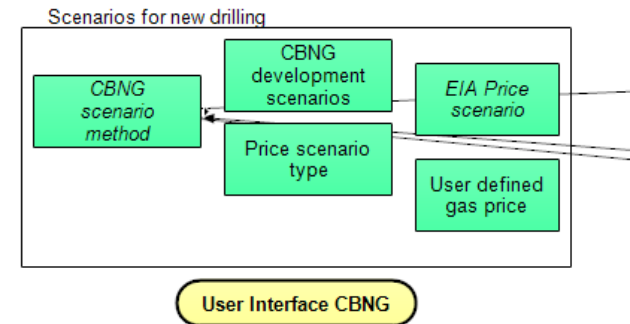 Scenarios for new drilling
CBNG
scenario
method
CBNG
development
scenarios
Price scenario
type
EIA Price
scenario
User defined
gas price
User Interface CBNG